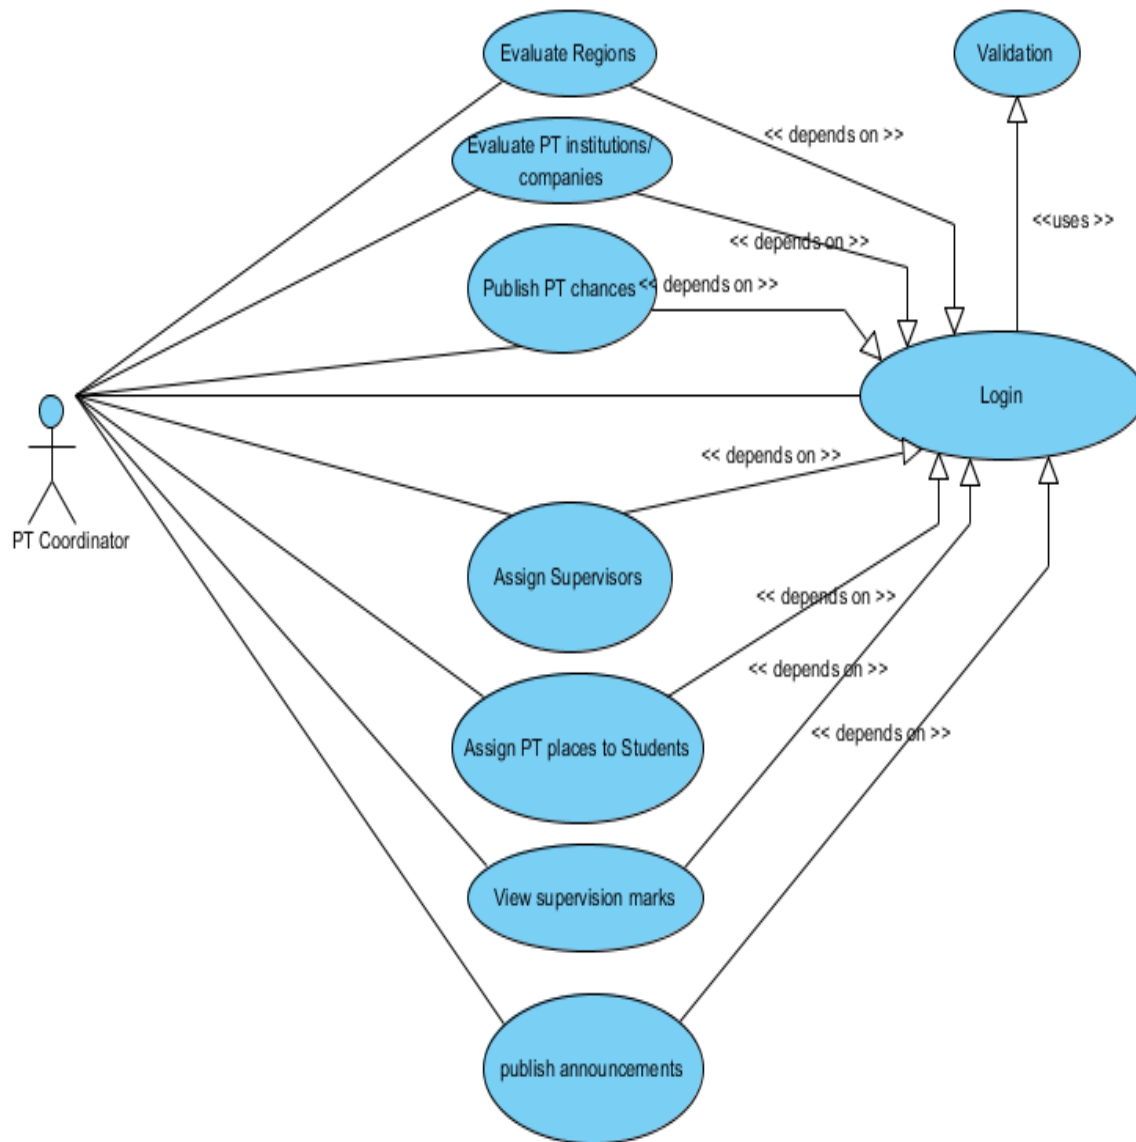 Evaluate Regions
Validation
<< depends on >>
Evaluate PT institutions/
companies
<<uses >>
<< depends on >>
Publish PT chances
<< depends on >>
Login
PT Coordinator
<< depends on >>
Assign Supervisors
<< depends on >>
<< depends on >>
Assign PT places to Students
<< depends on >>
View supervision marks
publish announcements